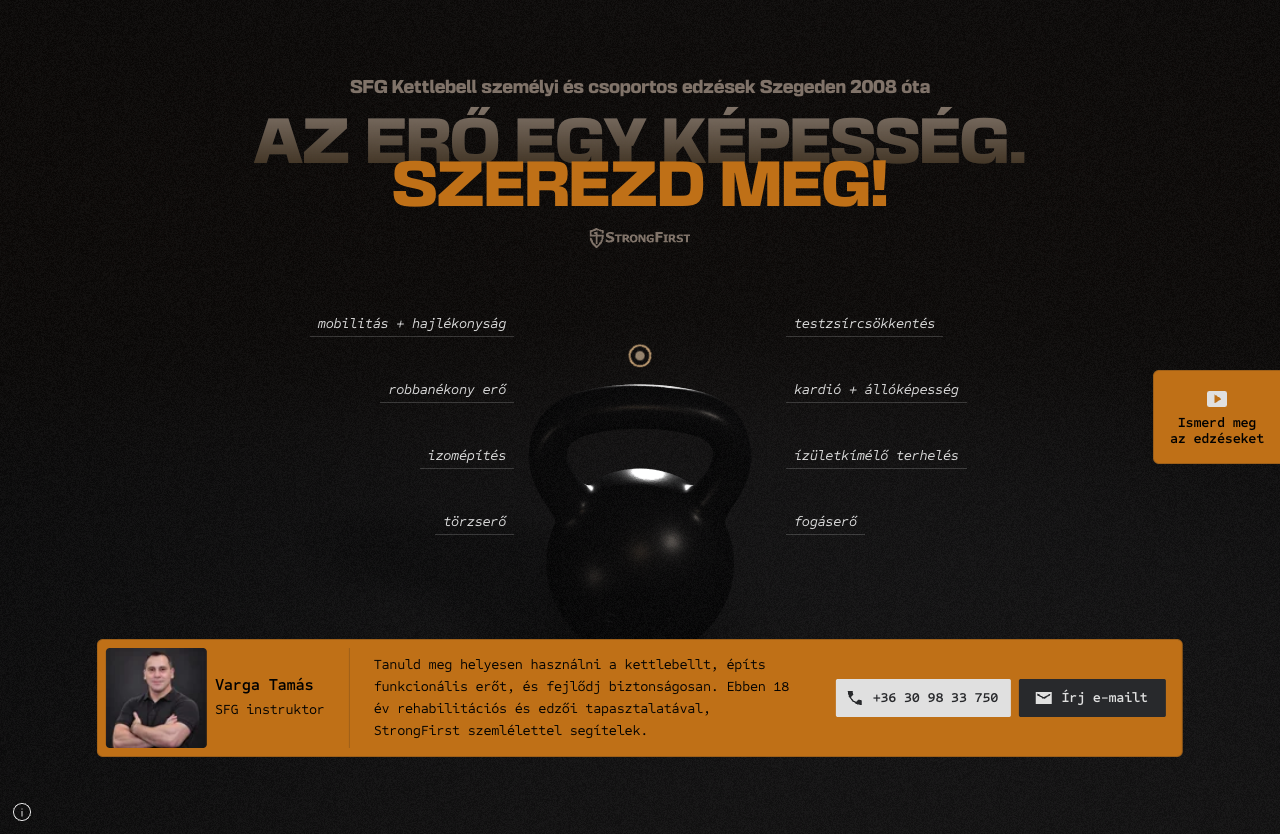 SFG Kettlebell személyi és csoportos edzések Szegeden 2008 óta
AZ ERŐ EGY KÉPESSÉG.
SZEREZD MEG!
STRONGFIRST
mobilitás + hajlékonyság
robbanékony erő
izomépítés
törzserő
testzsírcsökkentés
kardió + állóképesség
ízületkímélő terhelés
fogáserő
Ismerd meg
az edzéseket
Varga Tamás
SFG instruktor
Tanuld meg helyesen használni a kettlebellt, építs
funkcionális erőt, és fejlődj biztonságosan. Ebben 18
év rehabilitációs és edzői tapasztalatával,
StrongFirst szemlélettel segítelek.
+36 30 98 33 750
Írj e-mailt